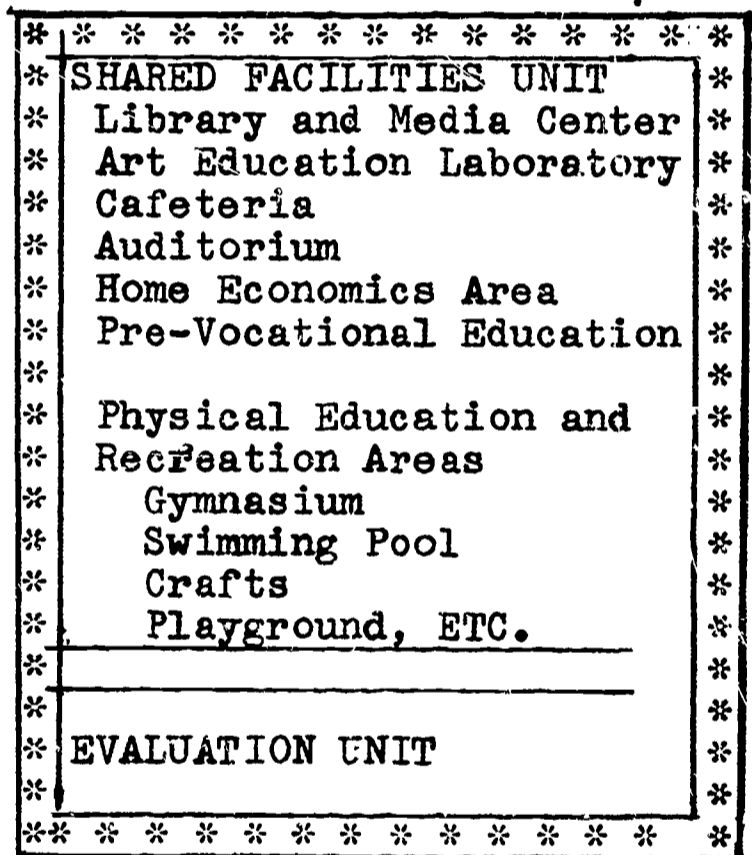 SHARED FACILITIES UNIT
Library and Media Center
Art Education Laboratory
Cafeteria
Auditorium
Home Economics Area
Pre-Vocational Education
Physical Education and
Recreation Areas
Gymnasium
Swimming Pool
Crafts
Playground, ETC.
EVALUATION UNIT